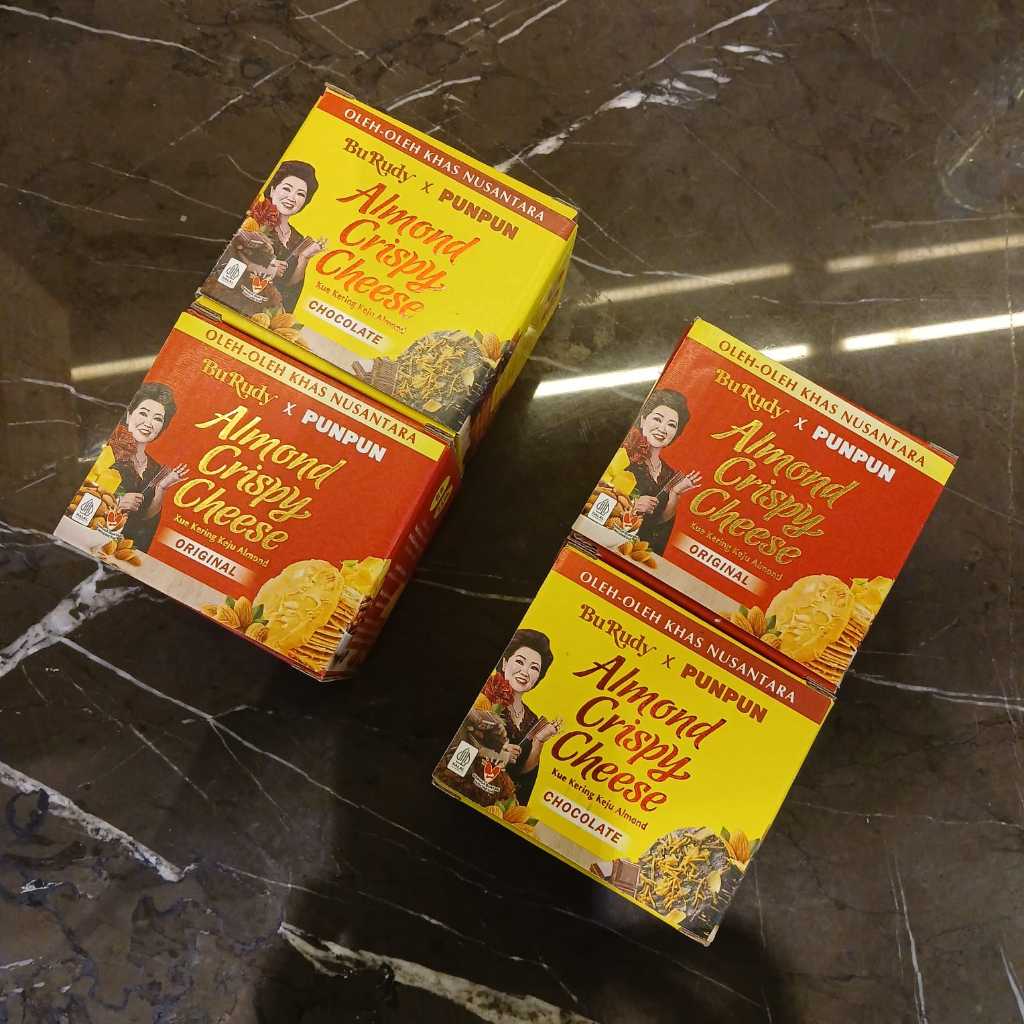 OLEH-OLEH KHAS NUSANTARA
BuRudy x PUNPUN
Almond
Crispy
Cheese
Kue Kering Keju Almond
CHOCOLATE
OLEH-OLEH KHAS NUSANTARA
BuRudy x PUNPUN
Almond
Crispy
Cheese
Kue Kering Keju Almond
ORIGINAL
OLEH-OLEH KHAS NUSANTARA
BuRudy x PUNPUN
Almond
Crispy
Cheese
Kue Kering Keju Almond
ORIGINAL
OLEH-OLEH KHAS NUSANTARA
BuRudy x PUNPUN
Almond
Crispy
Cheese
Kue Kering Keju Almond
CHOCOLATE